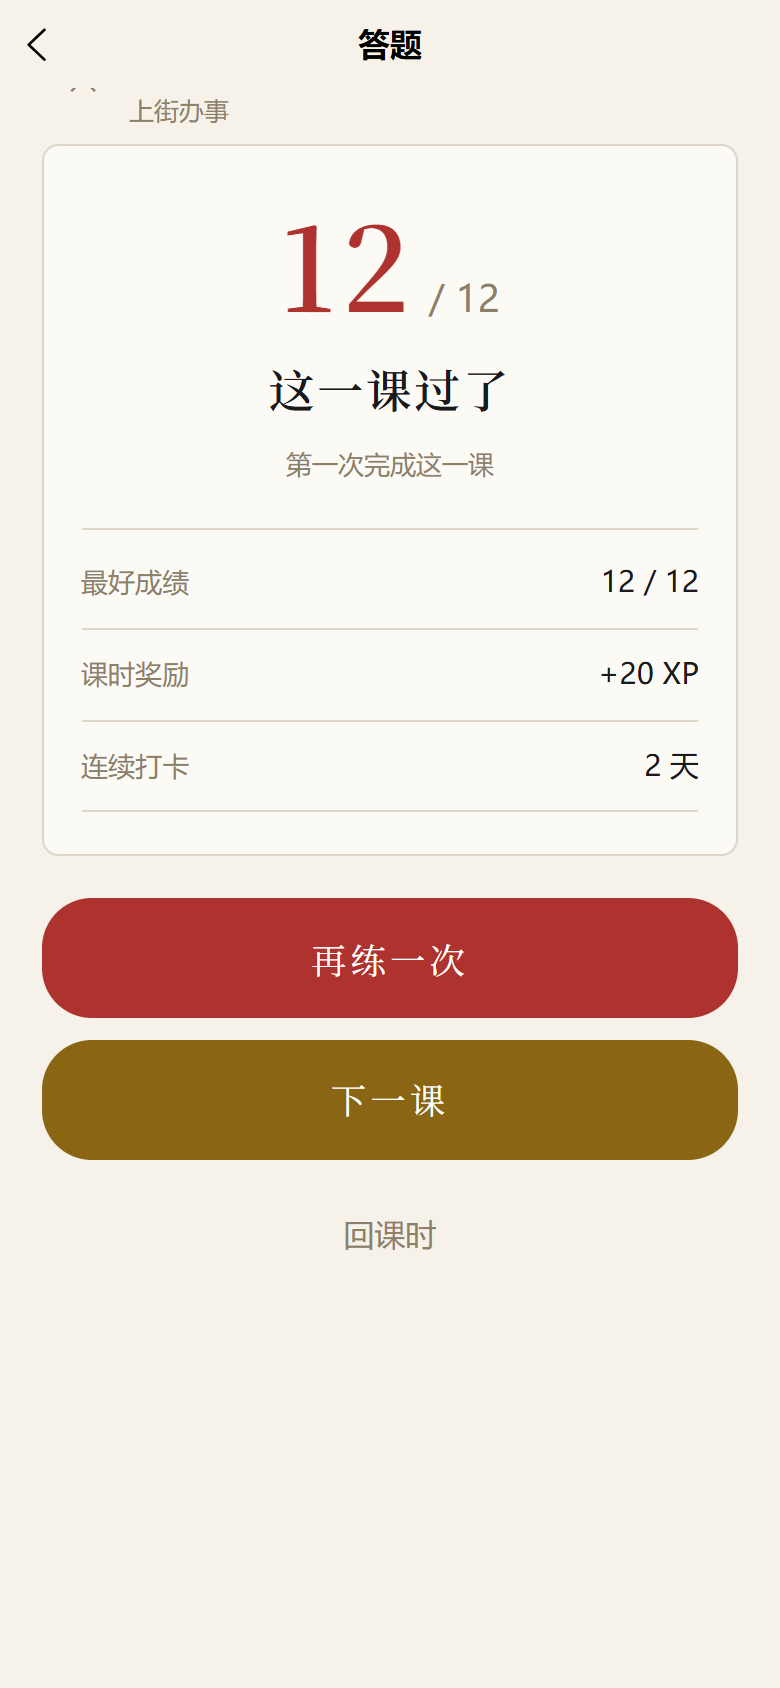 答题
上街办事
12 / 12
这一课过了
第一次完成这一课
最好成绩 12 / 12
课时奖励 +20 XP
连续打卡 2 天
再练一次
下一课
回课时